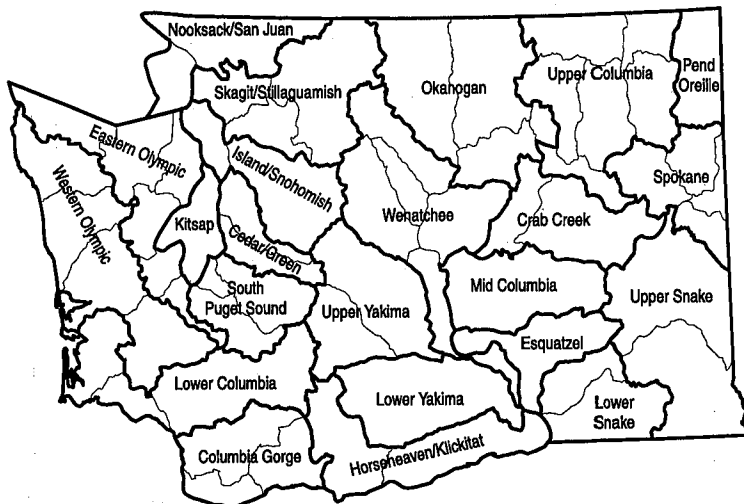 Nooksack/San Juan
Skagit/Stillaguamish
Okahogan
Upper Columbia
Pend
Oreille
Eastern Olympic
Island/Snohomish
Spokane
Western Olympic
Kitsap
Wenatchee
Crab Creek
Cedar/Green
South
Puget Sound
Upper Yakima
Mid Columbia
Upper Snake
Esquatzel
Lower Columbia
Lower Yakima
Lower
Snake
Columbia Gorge
Horseheaven/Klickitat